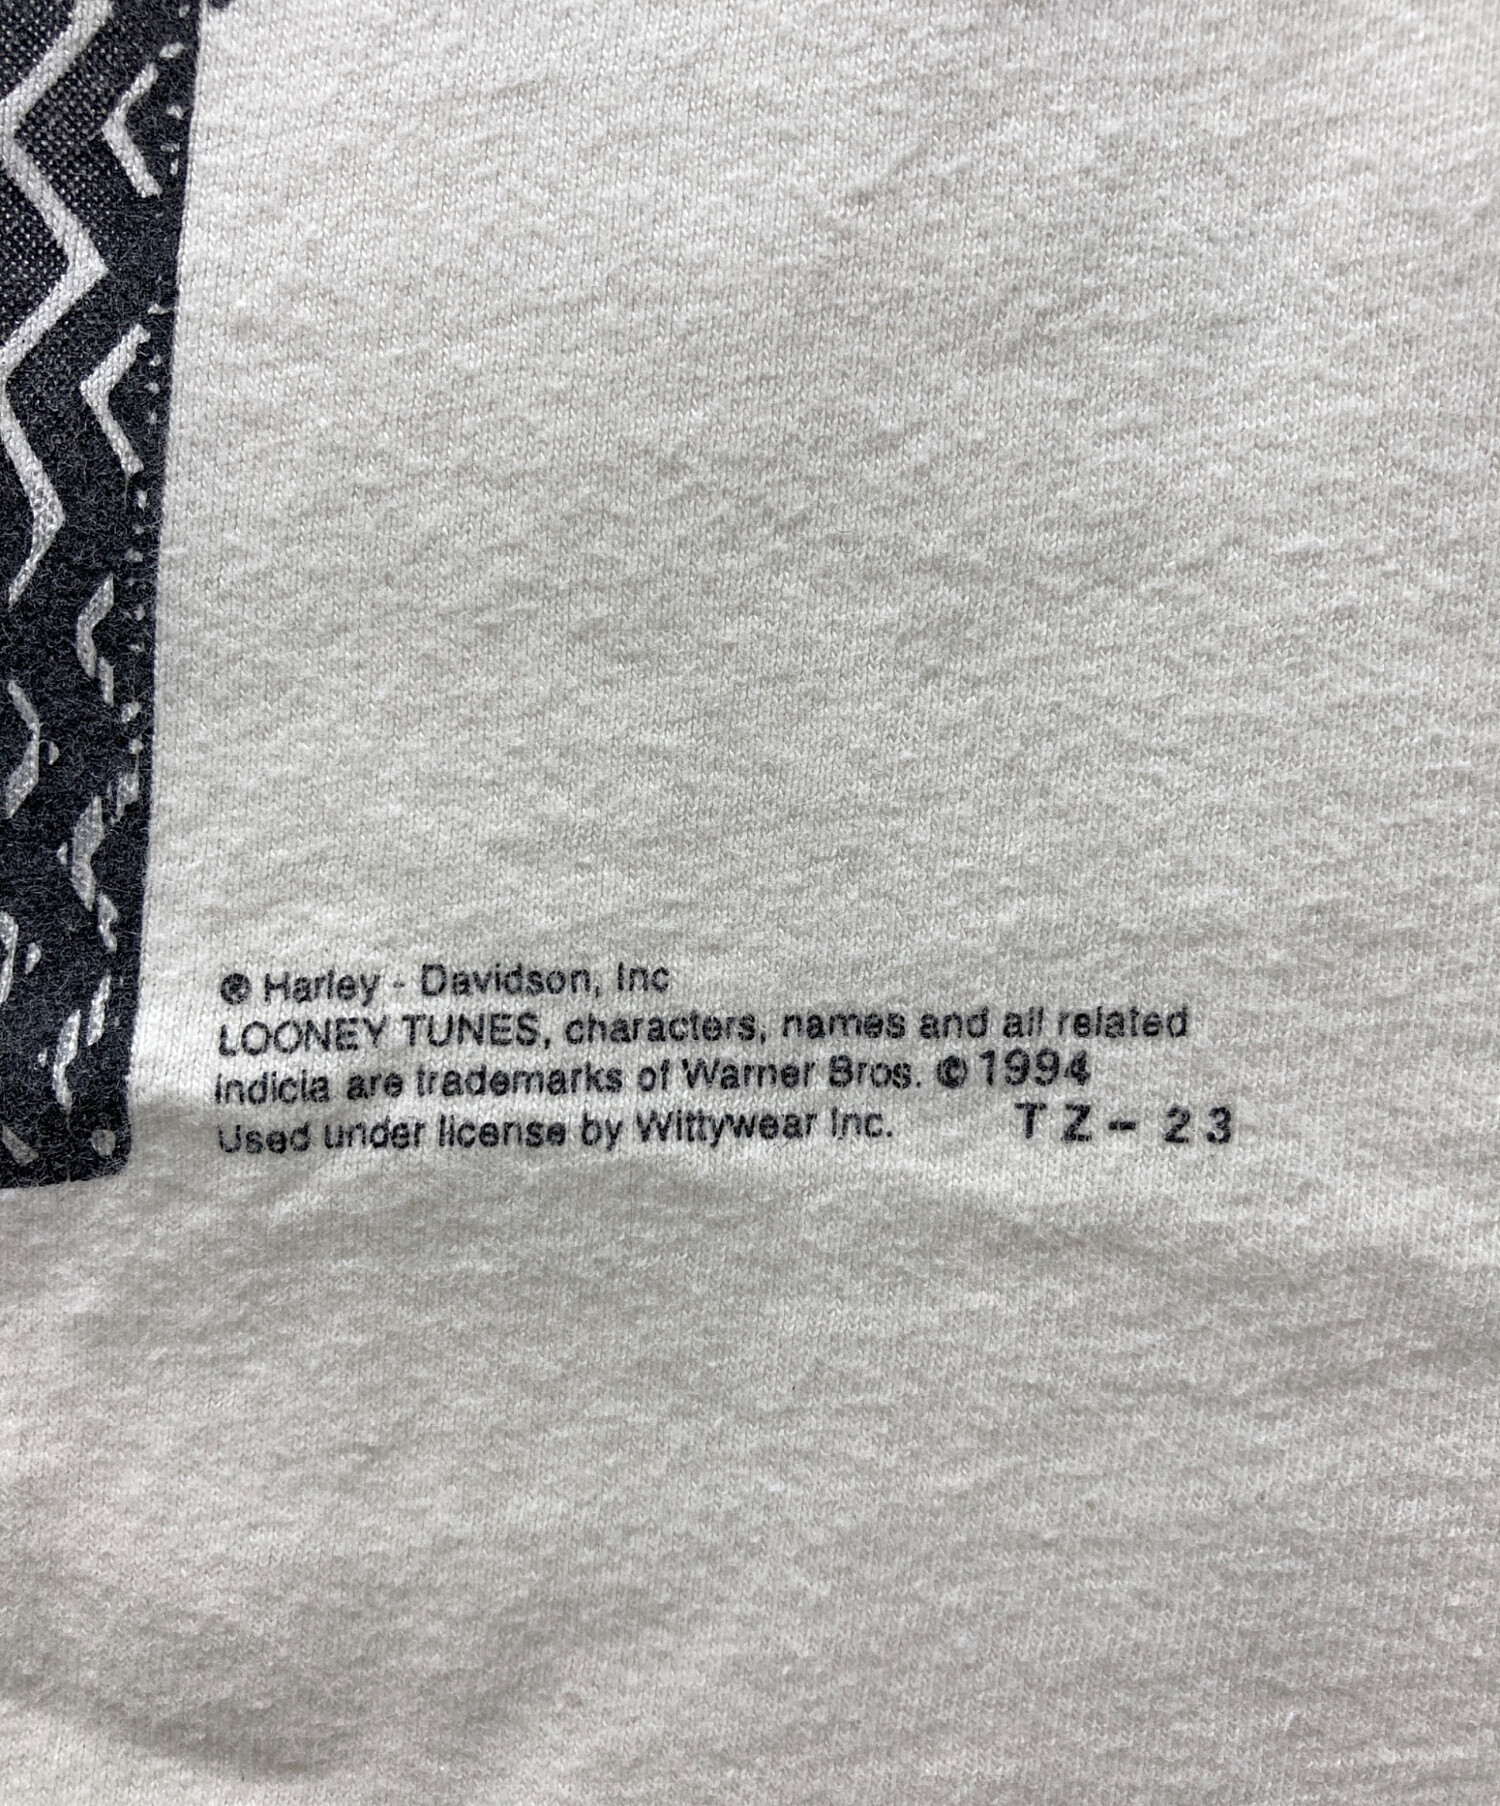 ® Harley - Davidson, Inc
LOONEY TUNES, characters, names and all related
indicia are trademarks of Warner Bros. © 1994
Used under license by Wittywear Inc. TZ-23